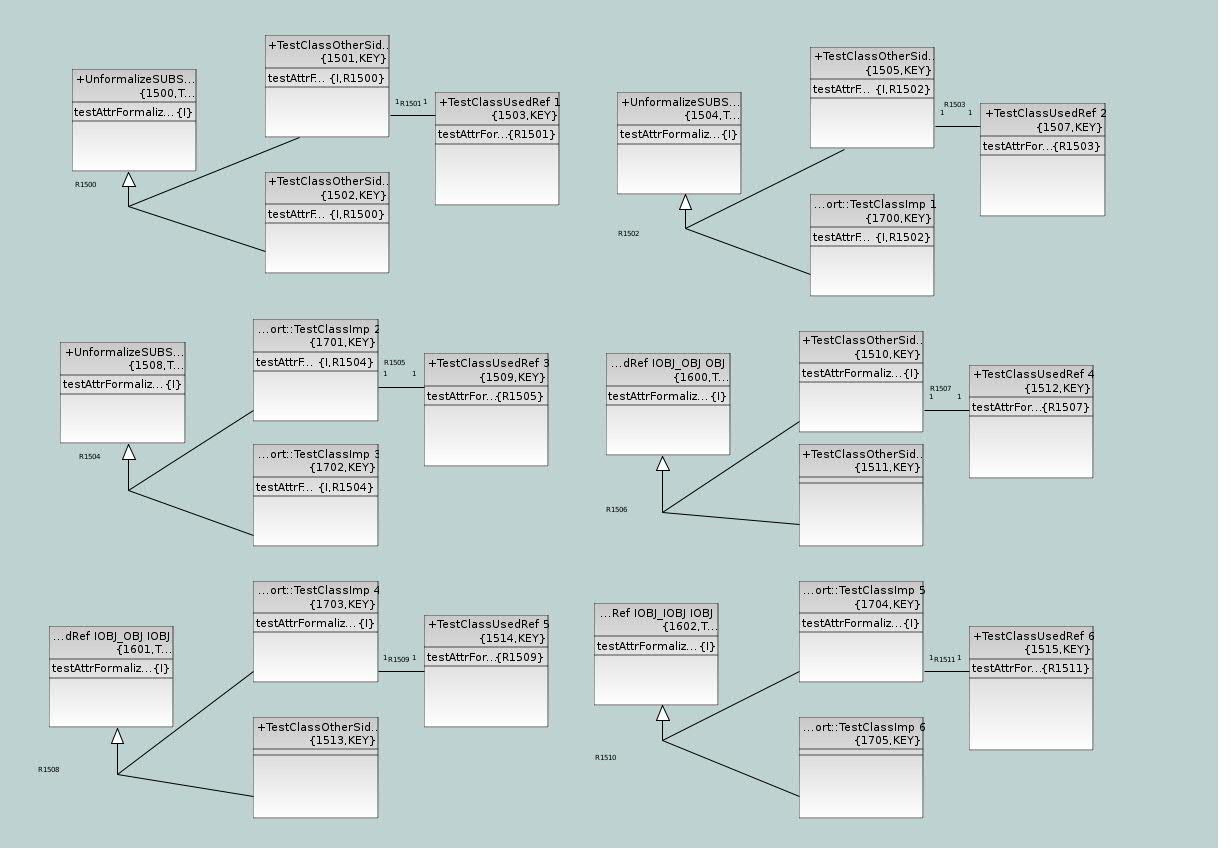 +UnformalizeSUBS...
{1500,T...
testAttrFormaliz... {I}
R1500
+TestClassOtherSid..
{1501,KEY}
testAttrF... {I,R1500}
+TestClassOtherSid..
{1502,KEY}
testAttrF... {I,R1500}
1 R1501 1
+TestClassUsedRef 1
{1503,KEY}
testAttrFor...{R1501}
+UnformalizeSUBS...
{1504,T...
testAttrFormaliz... {I}
R1502
+TestClassOtherSid..
{1505,KEY}
testAttrF... {I,R1502}
...ort::TestClassImp 1
{1700,KEY}
testAttrF... {I,R1502}
R1503
1 1
+TestClassUsedRef 2
{1507,KEY}
testAttrFor...{R1503}
+UnformalizeSUBS...
{1508,T...
testAttrFormaliz... {I}
R1504
...ort::TestClassImp 2
{1701,KEY}
testAttrF... {I,R1504}
...ort::TestClassImp 3
{1702,KEY}
testAttrF... {I,R1504}
R1505
1 1
+TestClassUsedRef 3
{1509,KEY}
testAttrFor...{R1505}
...dRef IOBJ_OBJ OBJ
{1600,T...
testAttrFormaliz... {I}
R1506
+TestClassOtherSid..
{1510,KEY}
testAttrFormaliz... {I}
+TestClassOtherSid..
{1511,KEY}
R1507
1 1
+TestClassUsedRef 4
{1512,KEY}
testAttrFor...{R1507}
...dRef IOBJ_OBJ IOBJ
{1601,T...
testAttrFormaliz... {I}
R1508
...ort::TestClassImp 4
{1703,KEY}
testAttrFormaliz... {I}
+TestClassOtherSid..
{1513,KEY}
1 R1509 1
+TestClassUsedRef 5
{1514,KEY}
testAttrFor...{R1509}
...Ref IOBJ_IOBJ IOBJ
{1602,T...
testAttrFormaliz... {I}
R1510
...ort::TestClassImp 5
{1704,KEY}
testAttrFormaliz... {I}
...ort::TestClassImp 6
{1705,KEY}
1 R1511 1
+TestClassUsedRef 6
{1515,KEY}
testAttrFor...{R1511}